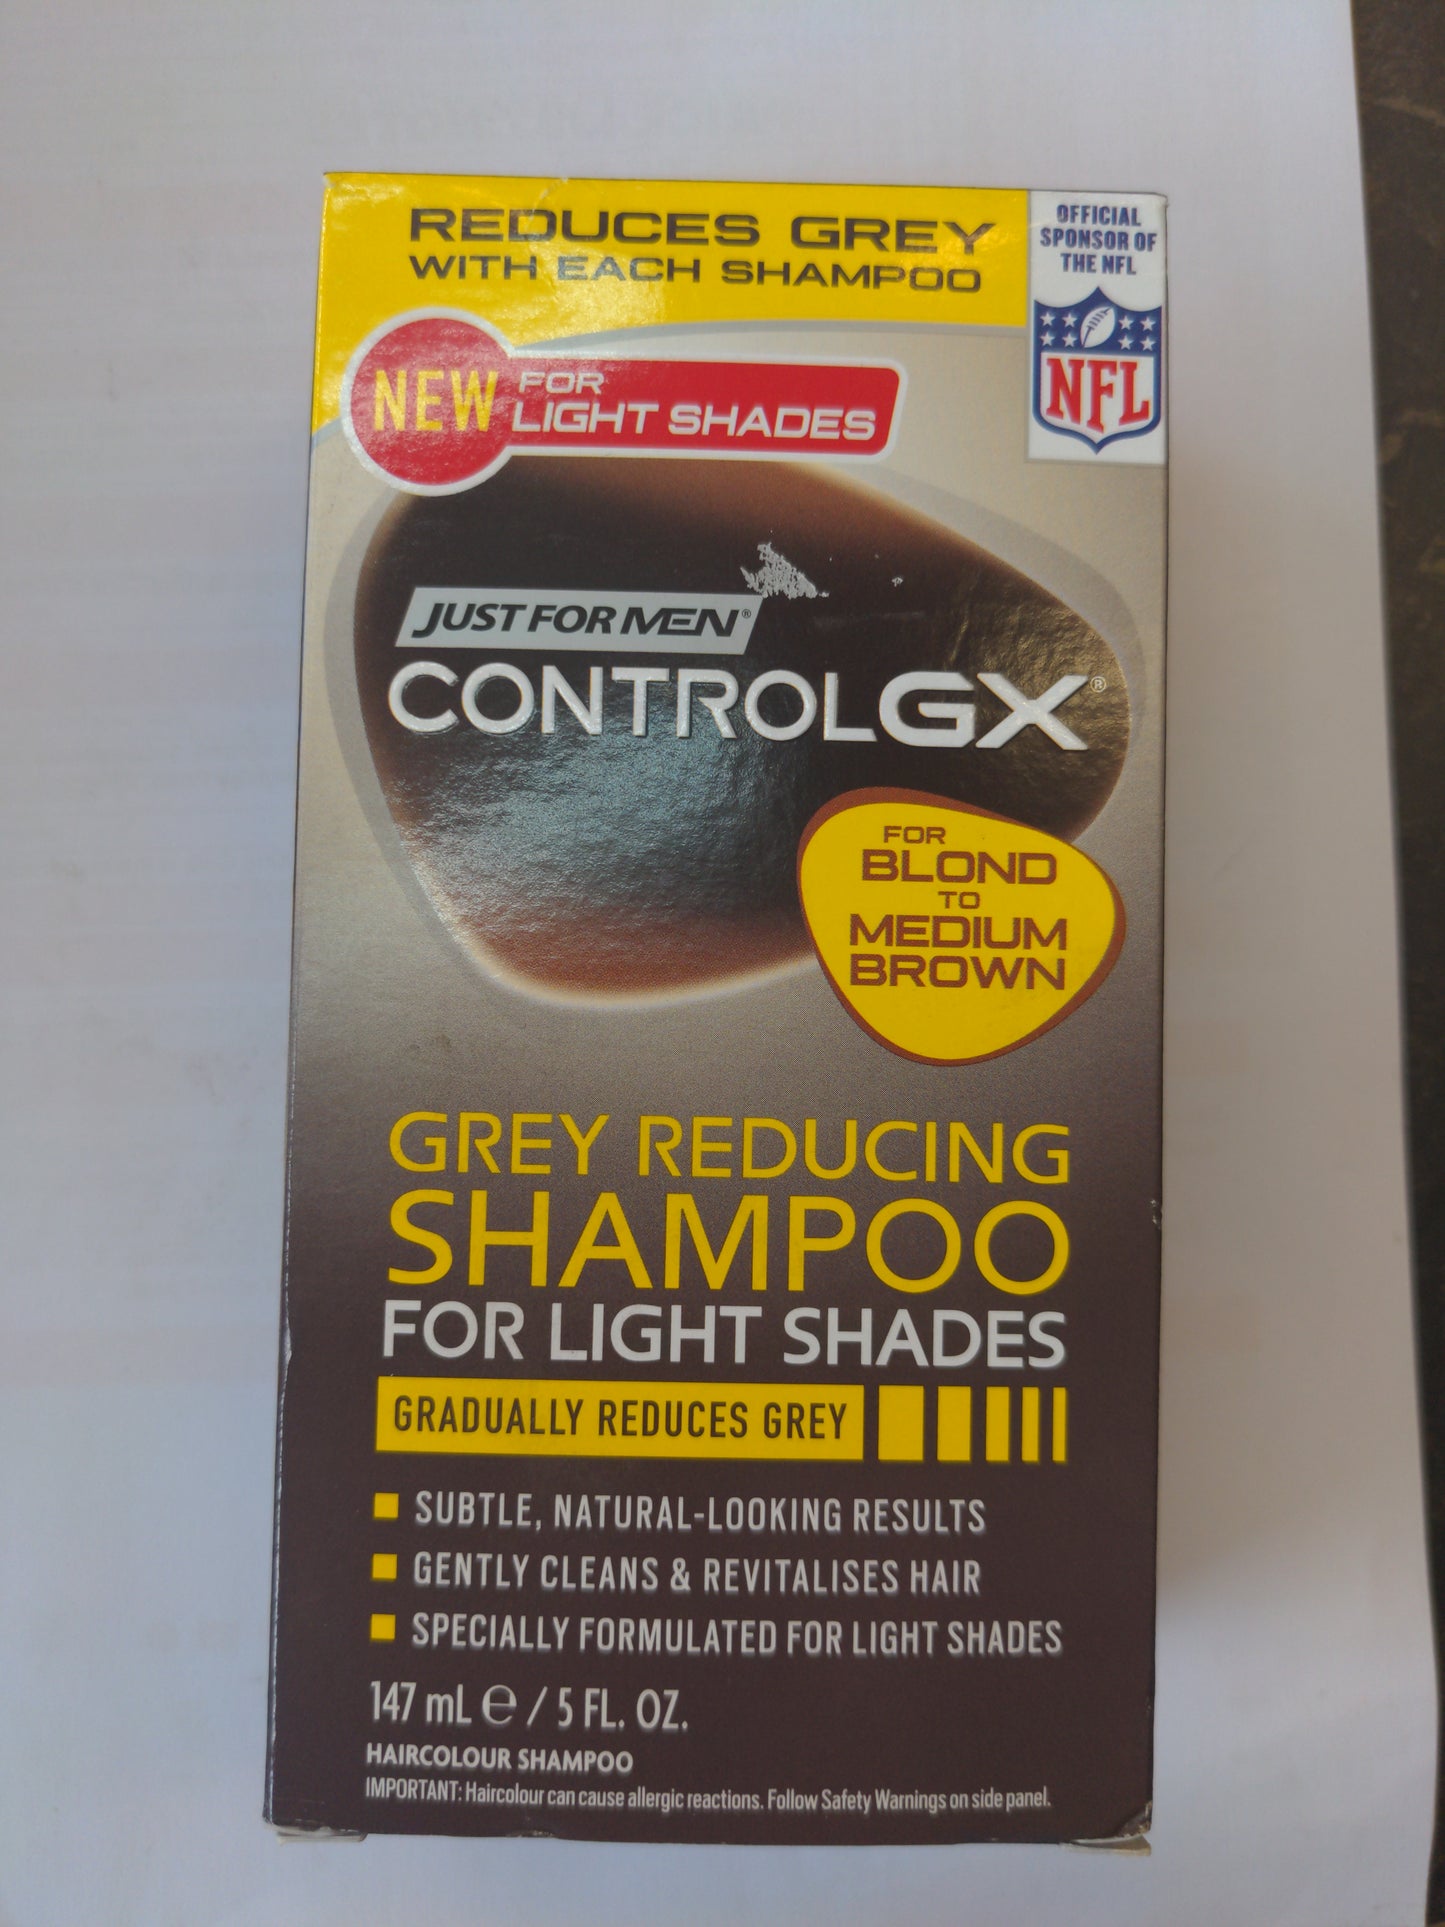 REDUCES GREY
WITH EACH SHAMPOO
OFFICIAL
SPONSOR OF
THE NFL
NFL
NEW FOR
LIGHT SHADES
JUST FOR MEN®
CONTROLGX®
FOR
BLOND
TO
MEDIUM
BROWN
GREY REDUCING
SHAMPOO
FOR LIGHT SHADES
GRADUALLY REDUCES GREY
SUBTLE, NATURAL-LOOKING RESULTS
GENTLY CLEANS & REVITALISES HAIR
SPECIALLY FORMULATED FOR LIGHT SHADES
147 mL ℮ / 5 FL. OZ.
HAIRCOLOUR SHAMPOO
IMPORTANT: Haircolour can cause allergic reactions. Follow Safety Warnings on side panel.